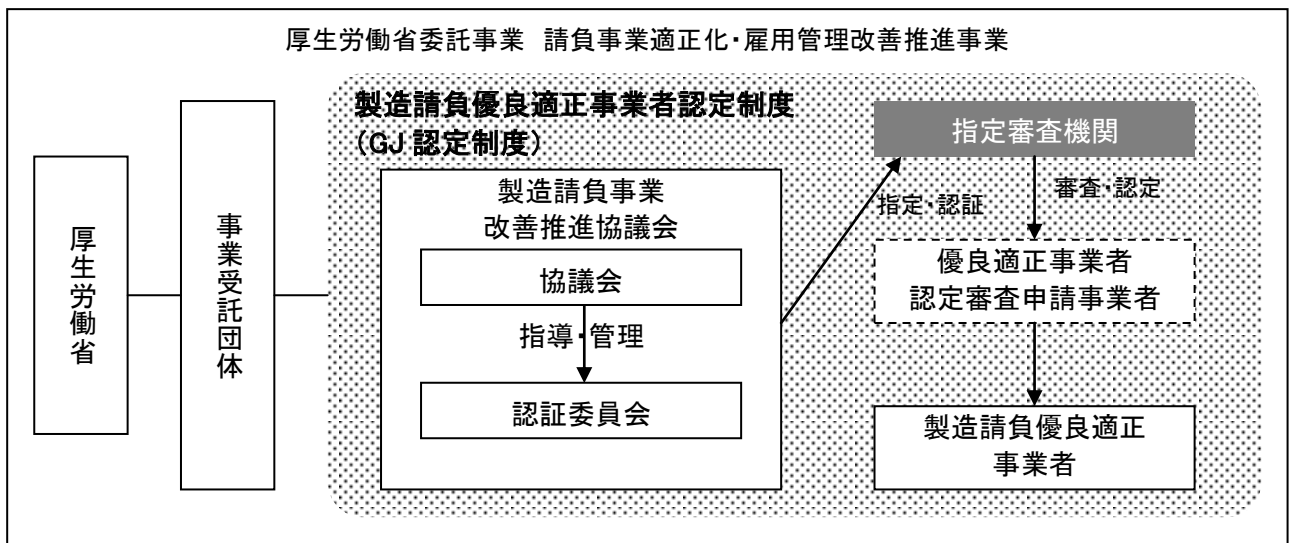 厚生労働省委託事業 請負事業適正化・雇用管理改善推進事業
厚生労働省
事業受託団体
製造請負優良適正事業者認定制度
(GJ 認定制度)
製造請負事業
改善推進協議会
協議会
指導・管理
認証委員会
指定・認証
指定審査機関
審査・認定
優良適正事業者
認定審査申請事業者
製造請負優良適正
事業者